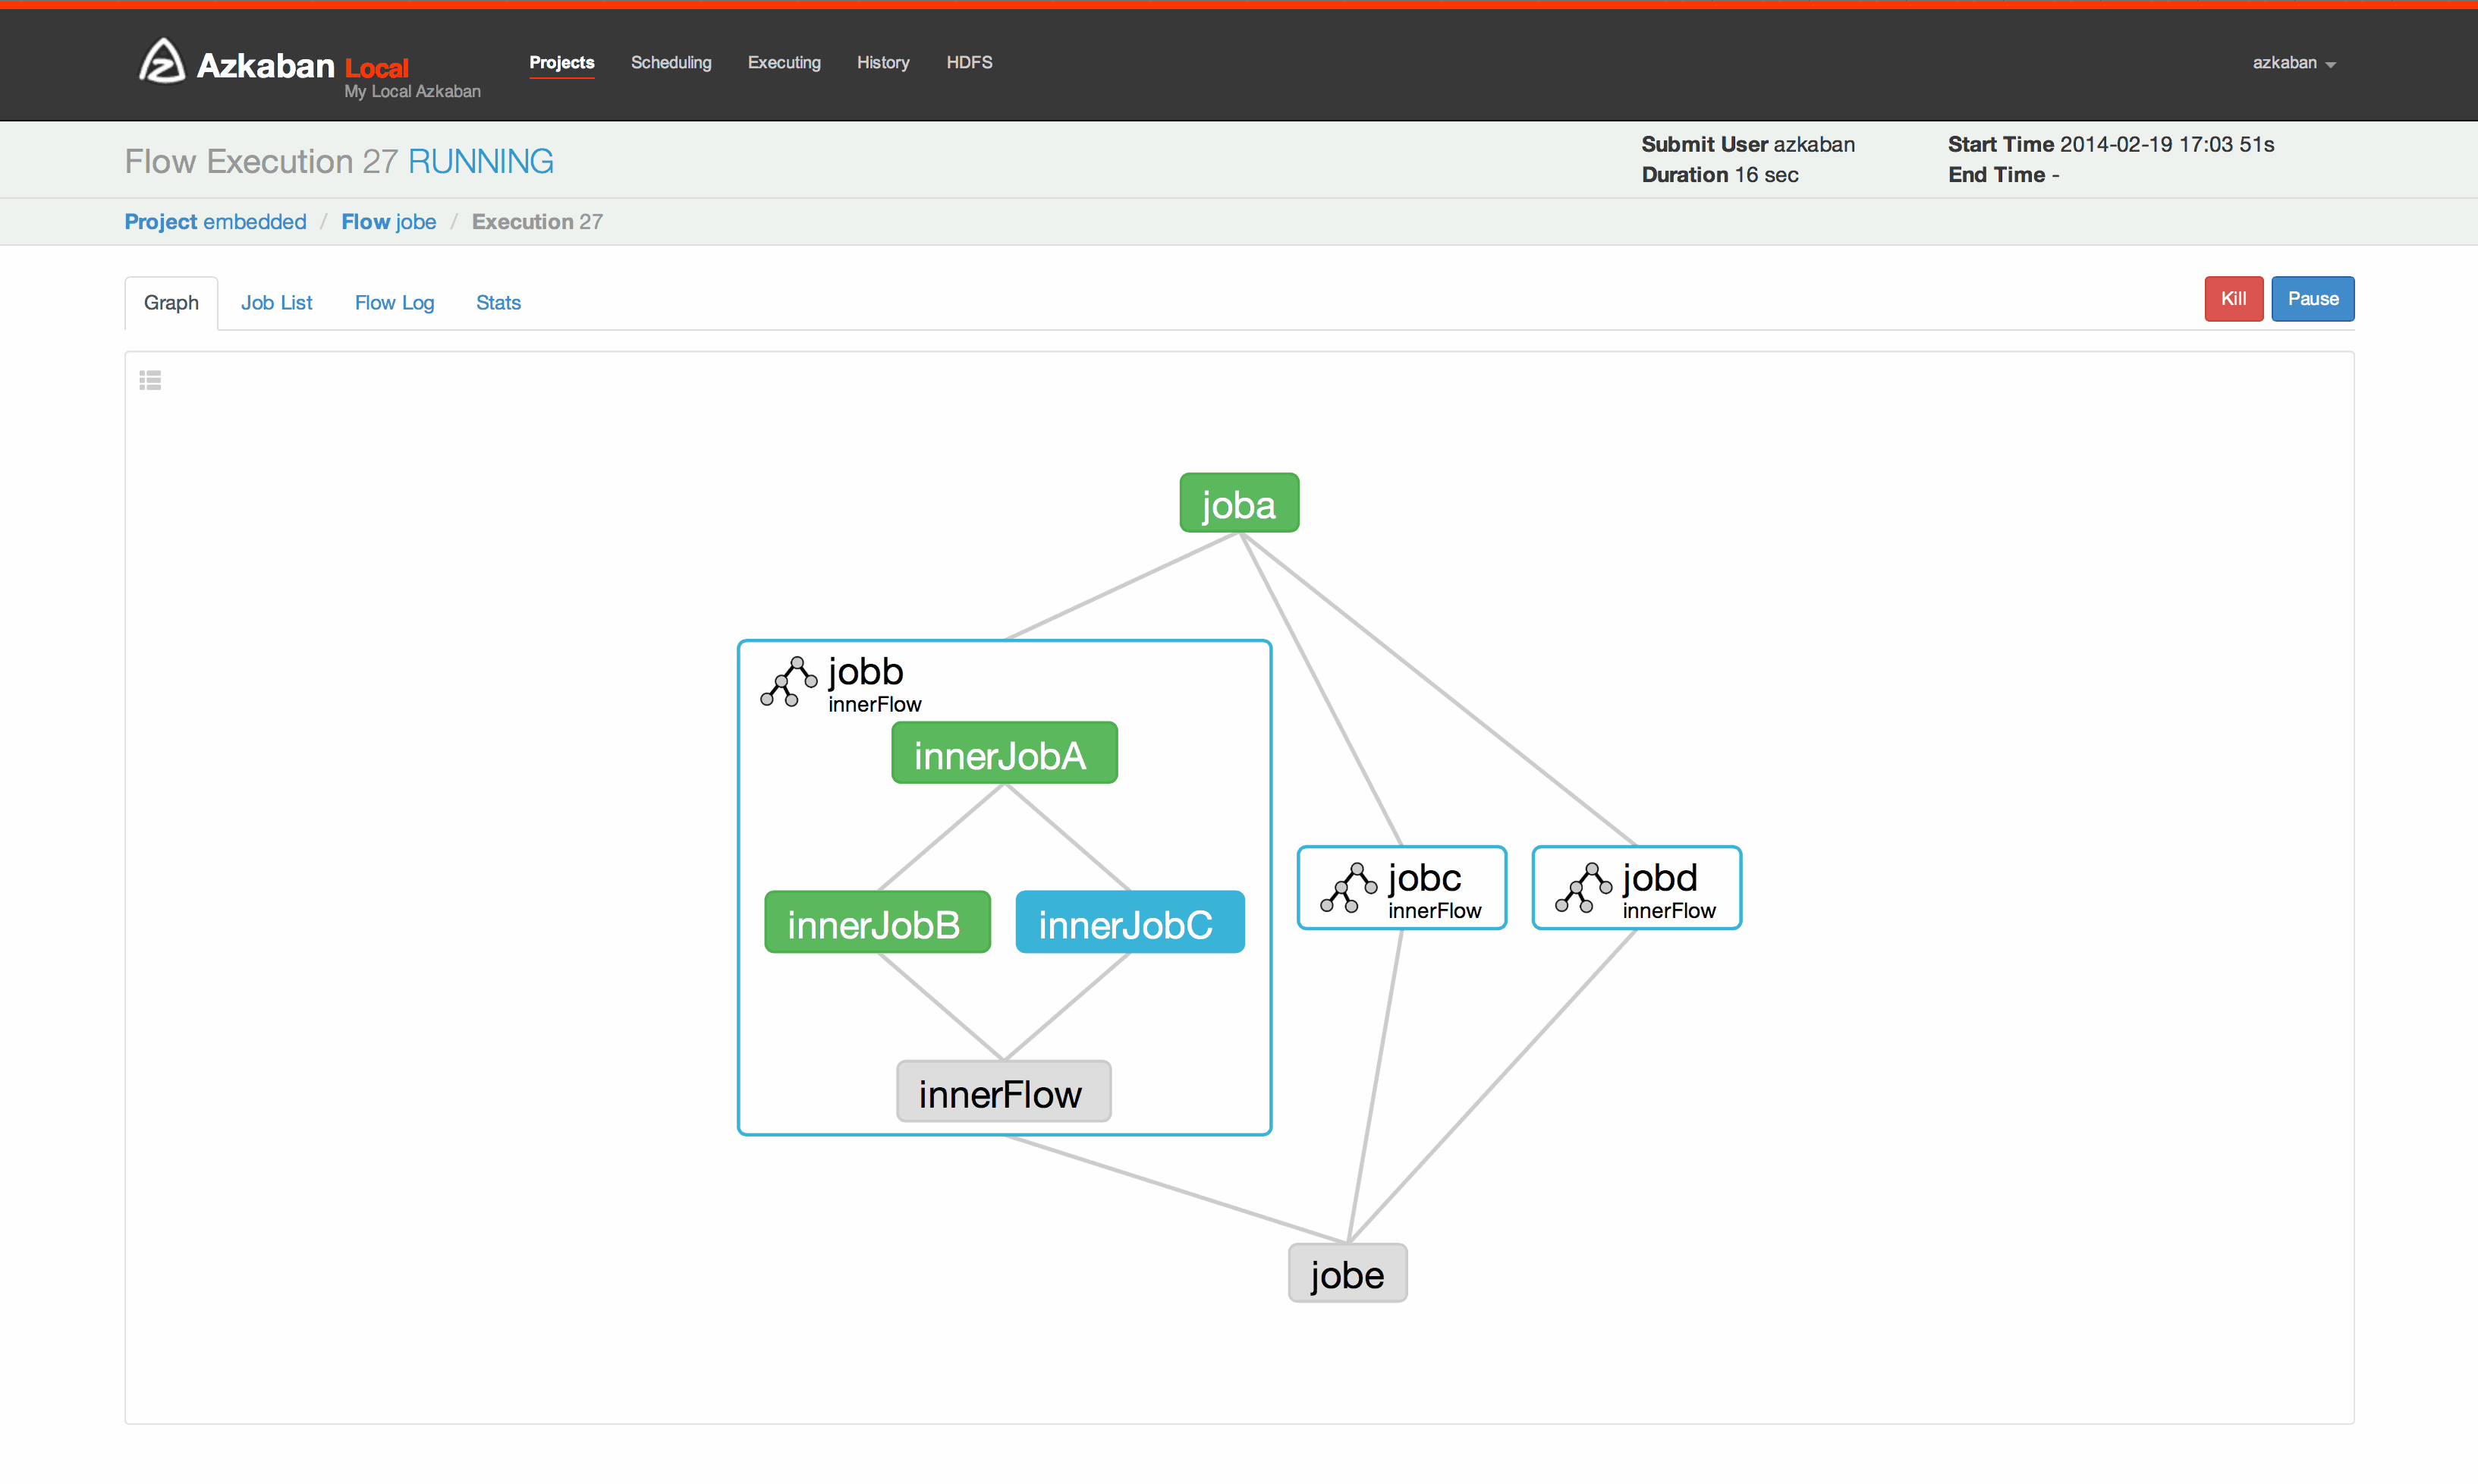 Azkaban Local
My Local Azkaban
Projects Scheduling Executing History HDFS
azkaban
Flow Execution 27 RUNNING
Submit User azkaban
Duration 16 sec
Start Time 2014-02-19 17:03 51s
End Time -
Project embedded / Flow jobe / Execution 27
Graph Job List Flow Log Stats
Kill Pause
joba
jobb
innerFlow
innerJobA
innerJobB
innerJobC
innerFlow
jobc
innerFlow
jobd
innerFlow
jobe